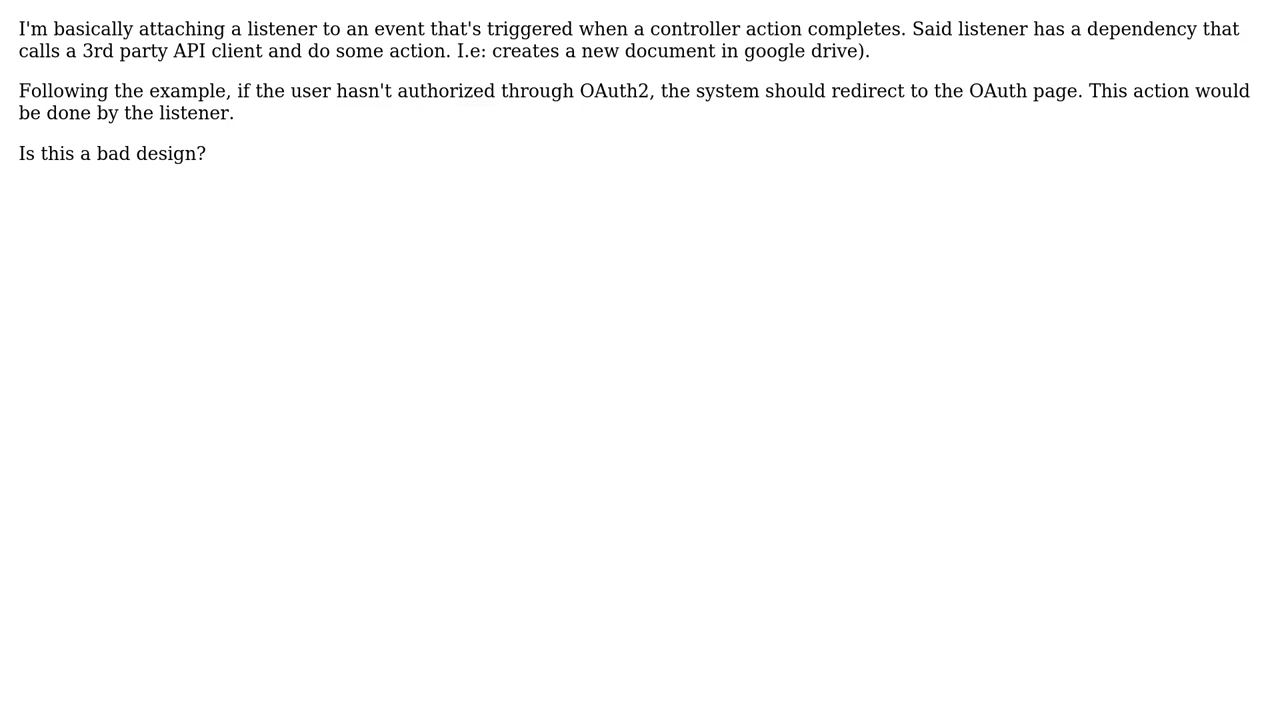 I'm basically attaching a listener to an event that's triggered when a controller action completes. Said listener has a dependency that
calls a 3rd party API client and do some action. I.e: creates a new document in google drive).
Following the example, if the user hasn't authorized through OAuth2, the system should redirect to the OAuth page. This action would
be done by the listener.
Is this a bad design?